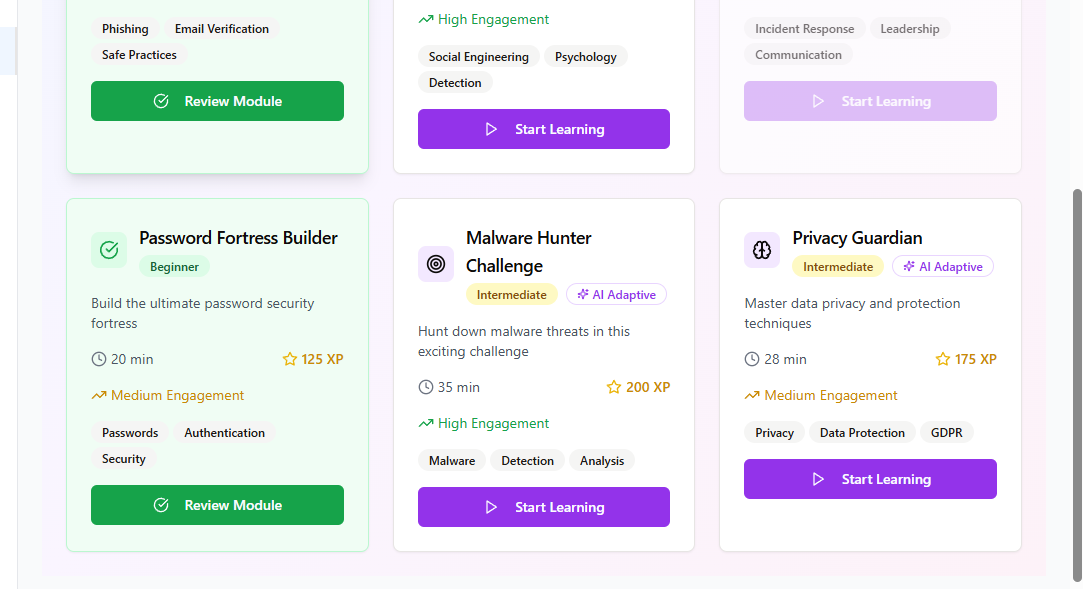 Phishing Email Verification
Safe Practices
Review Module
High Engagement
Social Engineering Psychology
Detection
Start Learning
Incident Response Leadership
Communication
Start Learning
Password Fortress Builder
Beginner
Build the ultimate password security
fortress
20 min 125 XP
Medium Engagement
Passwords Authentication
Security
Review Module
Malware Hunter
Challenge
Intermediate AI Adaptive
Hunt down malware threats in this
exciting challenge
35 min 200 XP
High Engagement
Malware Detection Analysis
Start Learning
Privacy Guardian
Intermediate AI Adaptive
Master data privacy and protection
techniques
28 min 175 XP
Medium Engagement
Privacy Data Protection GDPR
Start Learning